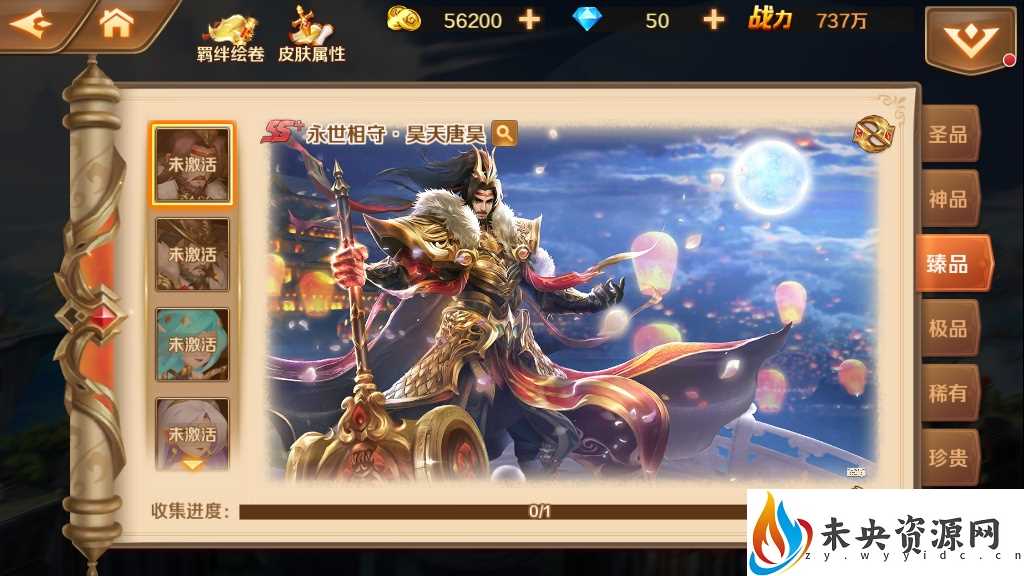 56200
50
战力 737万
羁绊绘卷 皮肤属性
SS+ 永世相守·昊天唐昊
未激活
未激活
未激活
未激活
圣品
神品
臻品
极品
稀有
珍贵
收集进度: 0/1
未央资源网
zy.wyyidc.cn